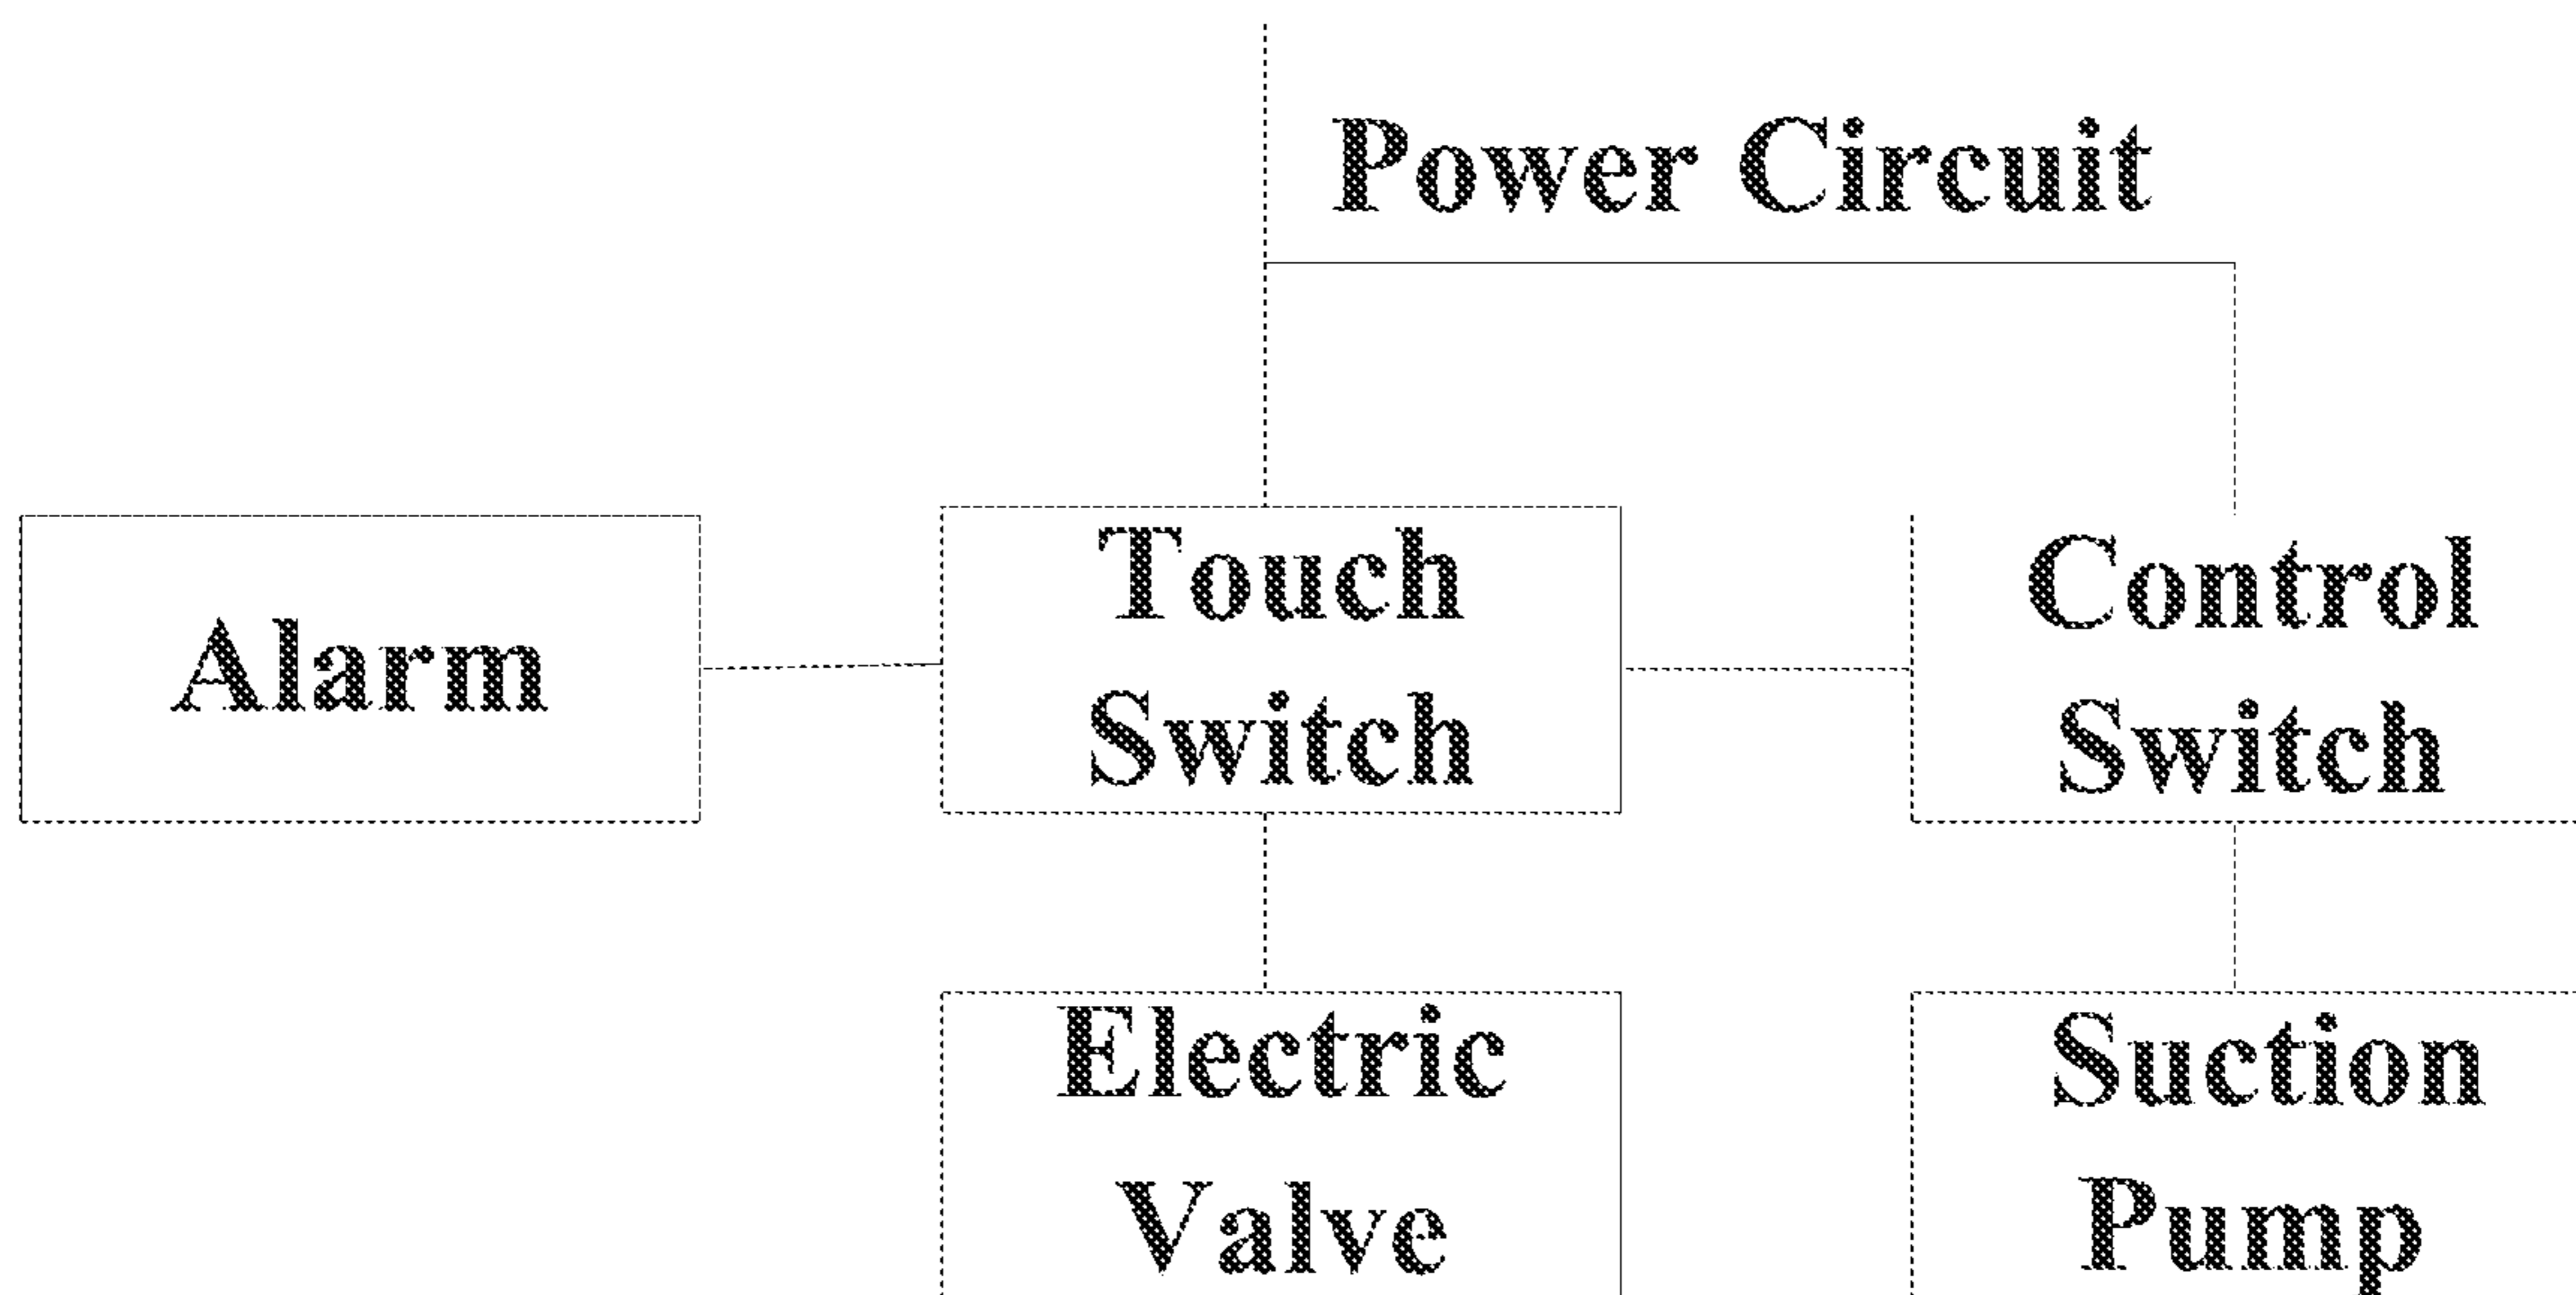 Power Circuit
Alarm
Touch
Switch
Control
Switch
Electric
Valve
Suction
Pump